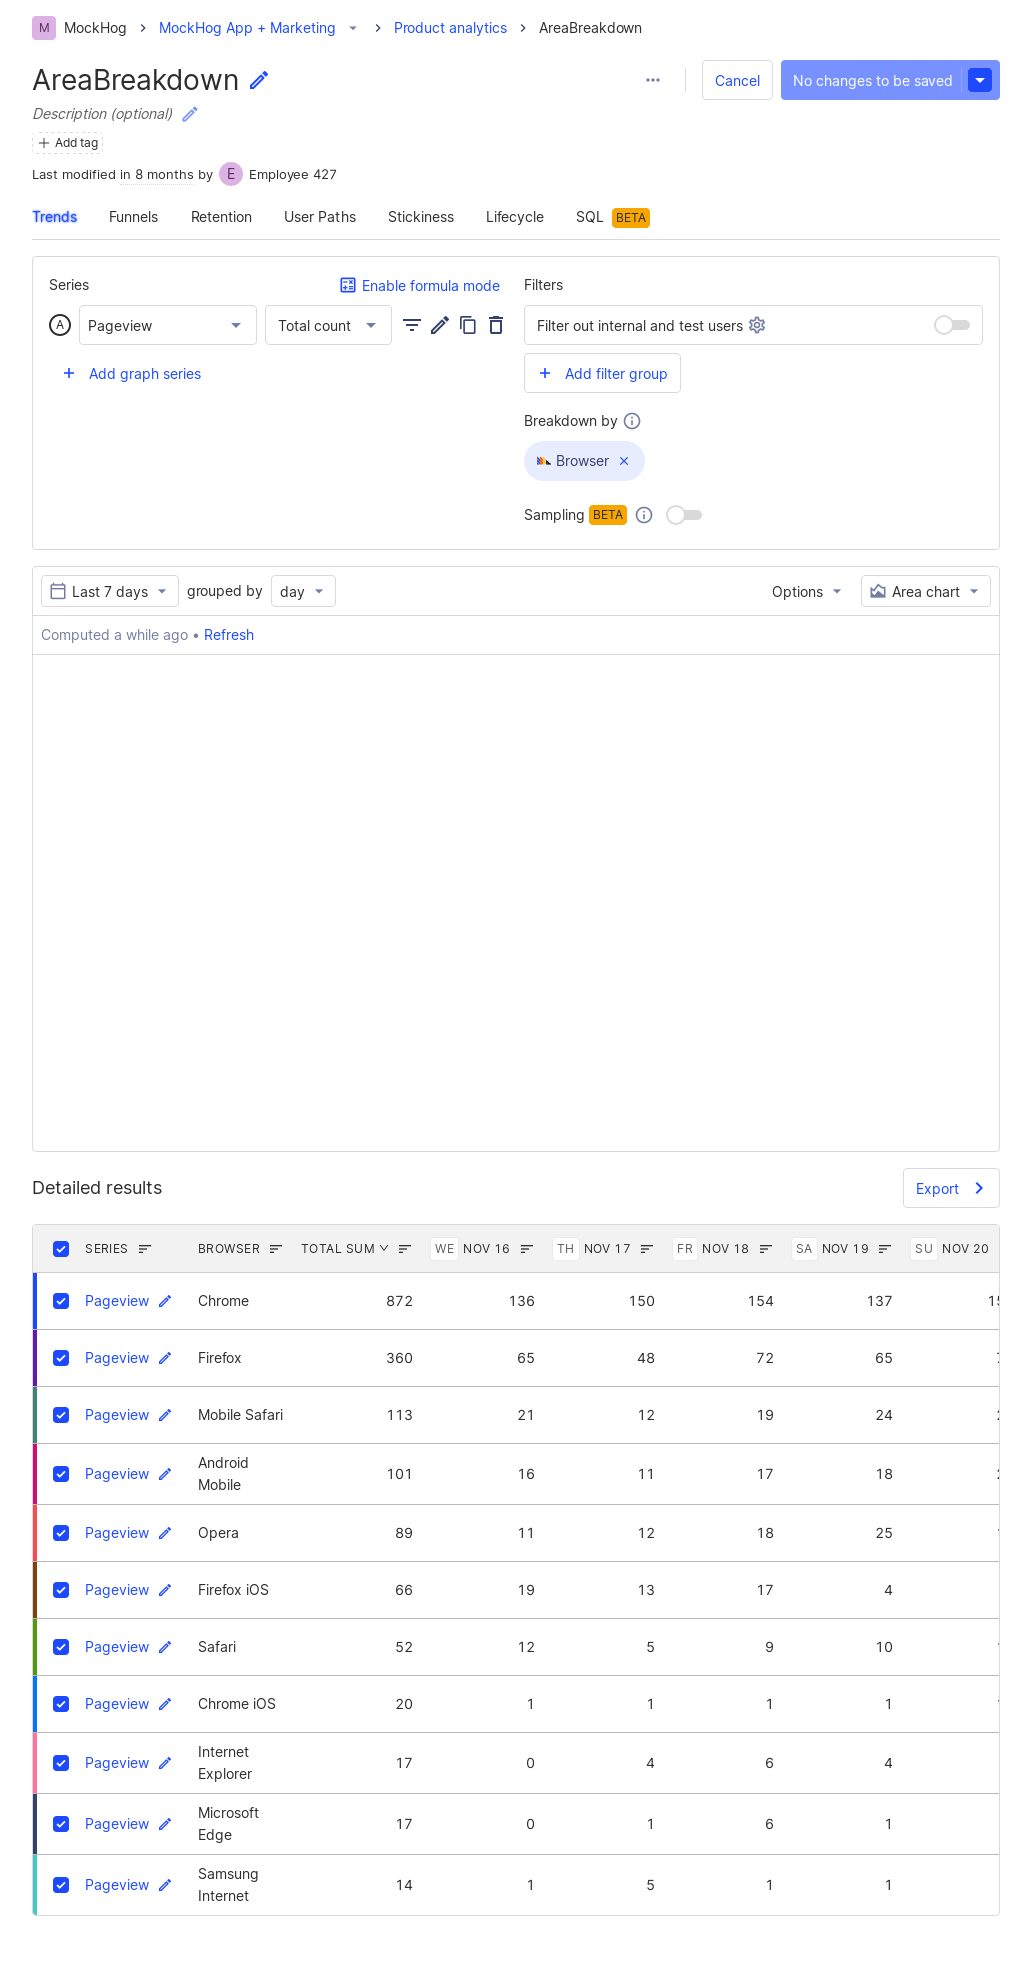 M MockHog MockHog App + Marketing Product analytics AreaBreakdown
AreaBreakdown
Cancel No changes to be saved
Description (optional)
Add tag
Last modified in 8 months by E Employee 427
Trends Funnels Retention User Paths Stickiness Lifecycle SQL BETA
Series Enable formula mode
A Pageview Total count
Add graph series
Filters
Filter out internal and test users
Add filter group
Breakdown by
Browser
Sampling BETA
Last 7 days grouped by day Options Area chart
Computed a while ago • Refresh
Detailed results Export
SERIES BROWSER TOTAL SUM WE NOV 16 TH NOV 17 FR NOV 18 SA NOV 19 SU NOV 20
Pageview Chrome 872 136 150 154 137
Pageview Firefox 360 65 48 72 65
Pageview Mobile Safari 113 21 12 19 24
Pageview Android Mobile 101 16 11 17 18
Pageview Opera 89 11 12 18 25
Pageview Firefox iOS 66 19 13 17 4
Pageview Safari 52 12 5 9 10
Pageview Chrome iOS 20 1 1 1 1
Pageview Internet Explorer 17 0 4 6 4
Pageview Microsoft Edge 17 0 1 6 1
Pageview Samsung Internet 14 1 5 1 1